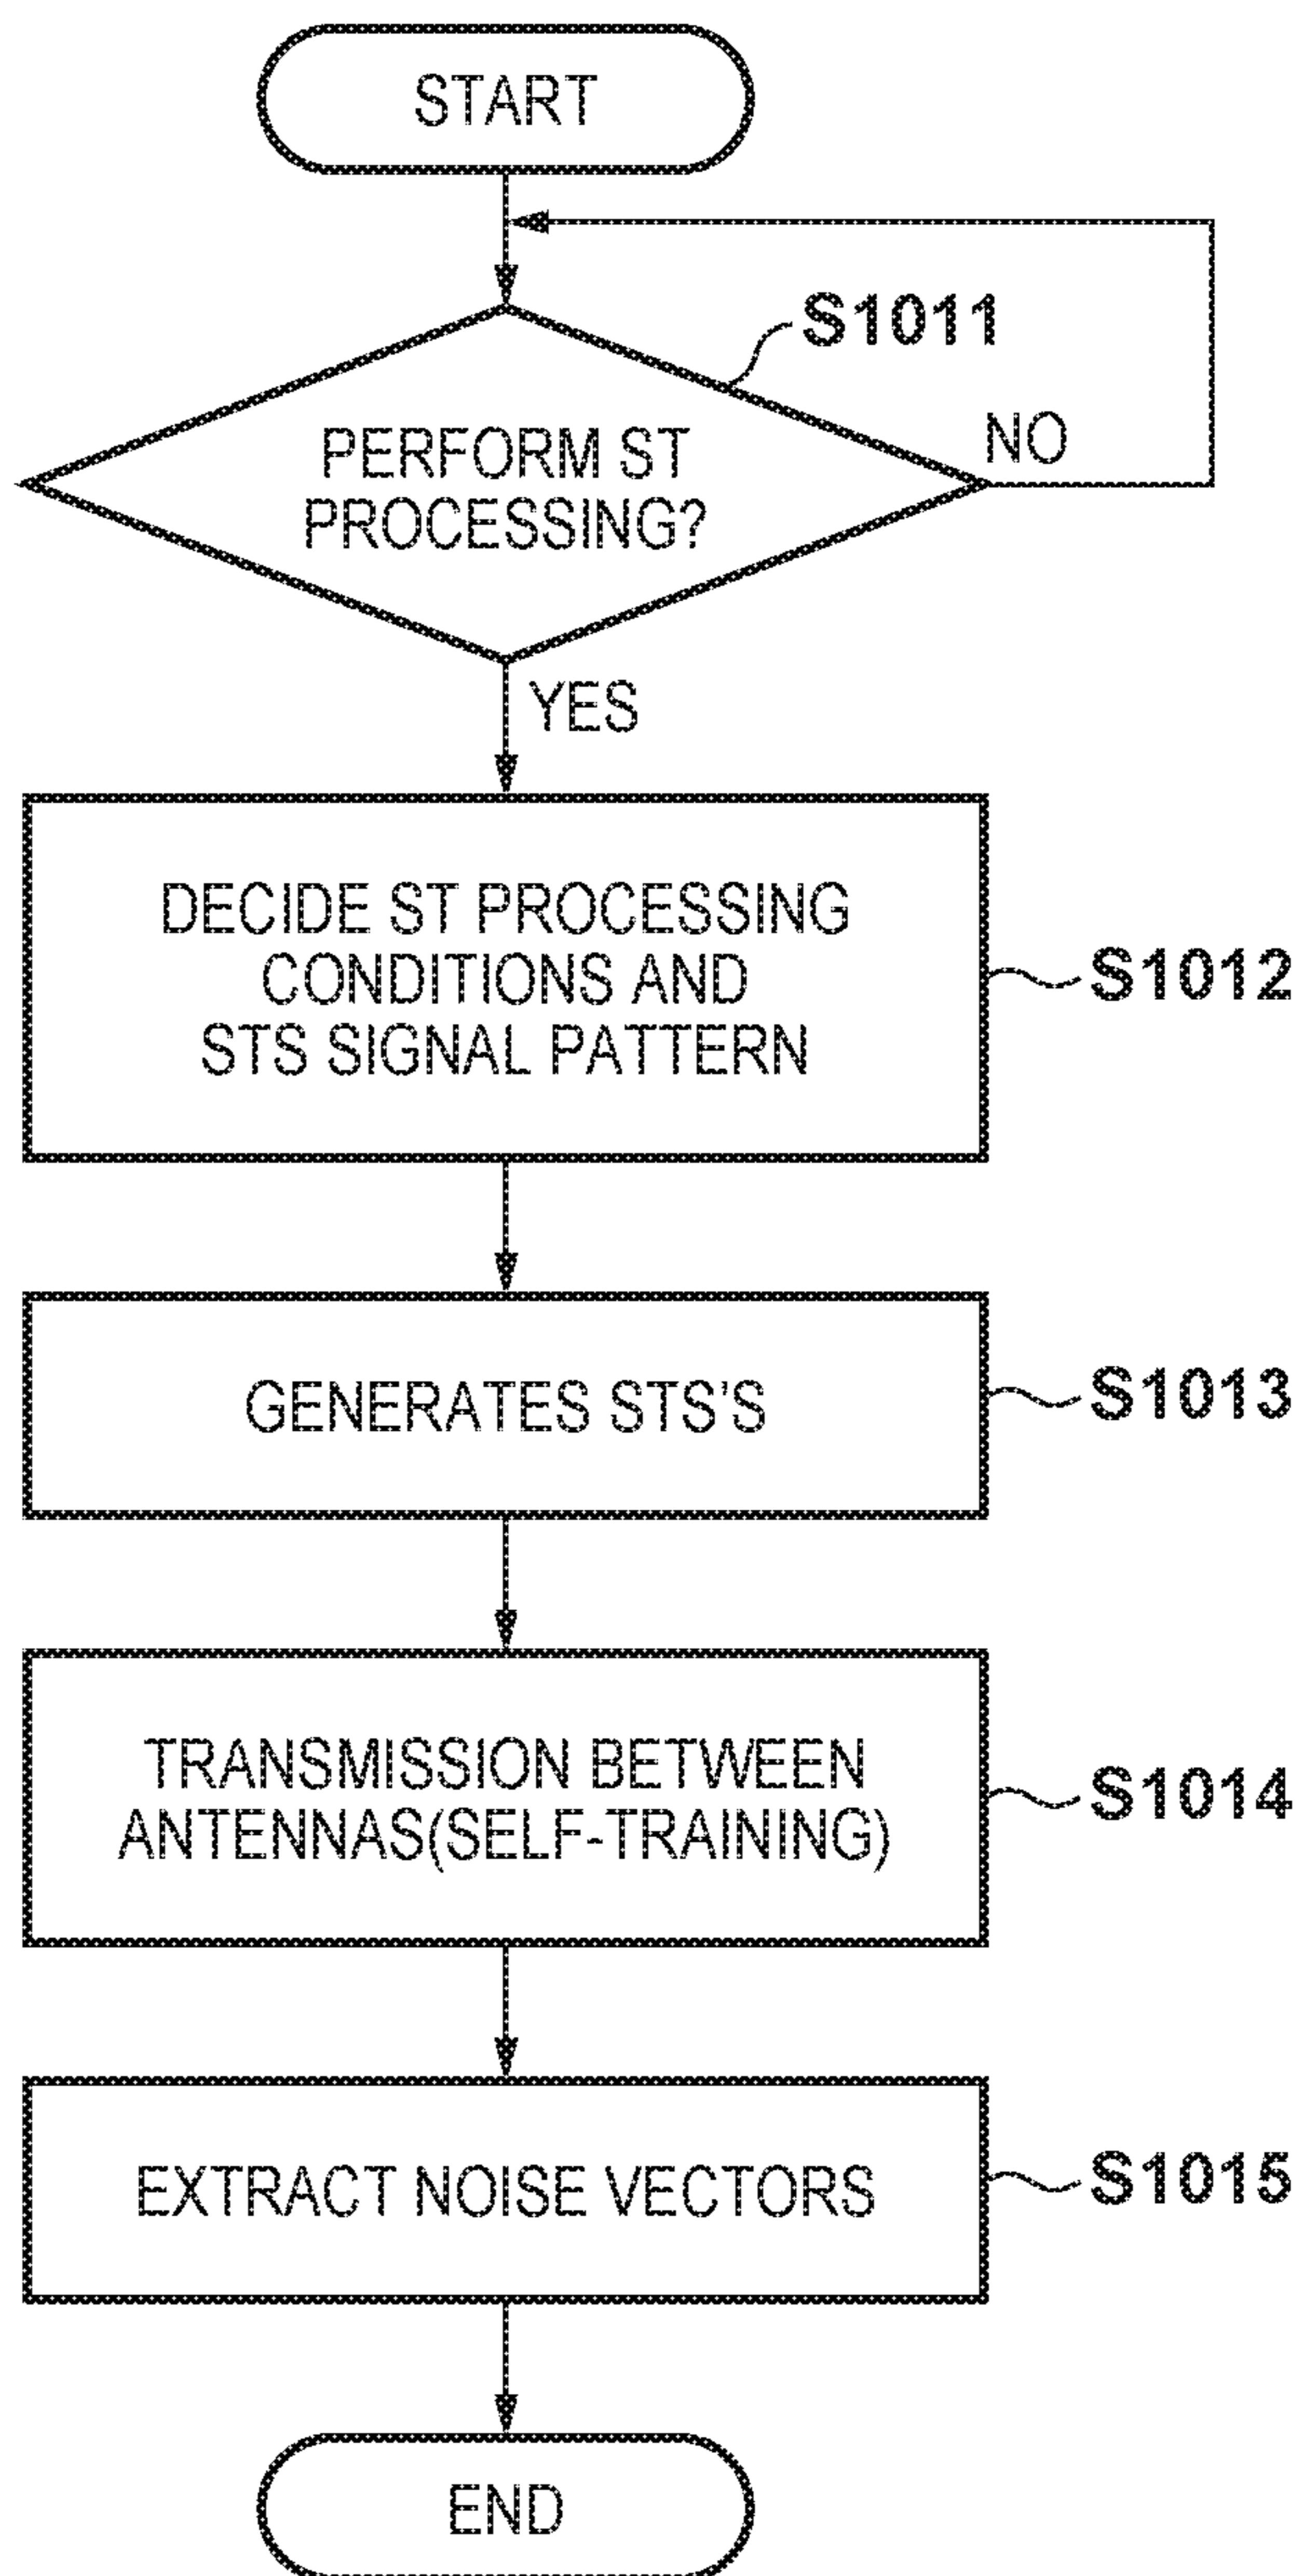 START
S1011
NO
PERFORM ST
PROCESSING?
YES
DECIDE ST PROCESSING
CONDITIONS AND
STS SIGNAL PATTERN
S1012
GENERATES STS'S
S1013
TRANSMISSION BETWEEN
ANTENNAS(SELF-TRAINING)
S1014
EXTRACT NOISE VECTORS
S1015
END